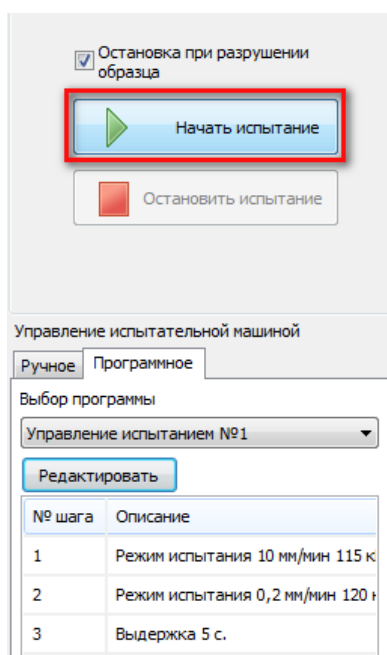 Остановка при разрушении
образца
Начать испытание
Остановить испытание
Управление испытательной машиной
Ручное Программное
Выбор программы
Управление испытанием №1
Редактировать
№ шага Описание
1 Режим испытания 10 мм/мин 115 к
2 Режим испытания 0,2 мм/мин 120
3 Выдержка 5 с.